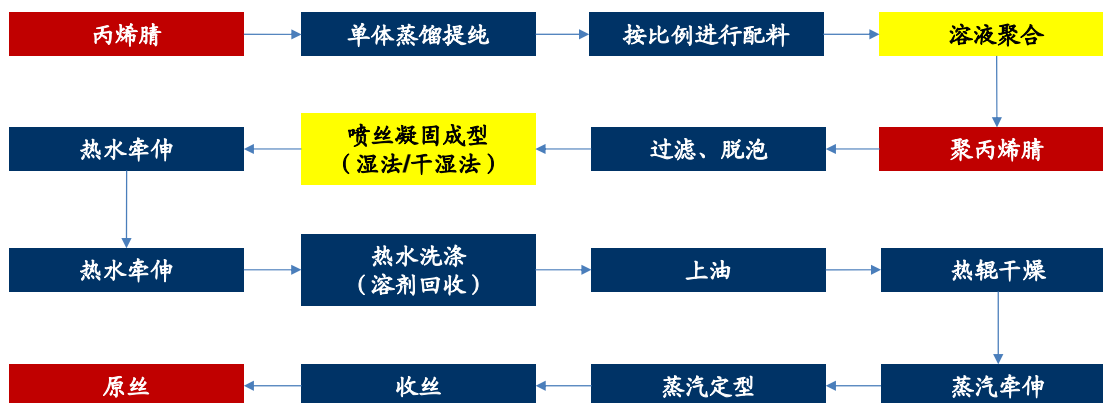 丙烯腈
单体蒸馏提纯
按比例进行配料
溶液聚合
热水牵伸
喷丝凝固成型
（湿法/干湿法）
过滤、脱泡
聚丙烯腈
热水牵伸
热水洗涤
（溶剂回收）
上油
热辊干燥
原丝
收丝
蒸汽定型
蒸汽牵伸